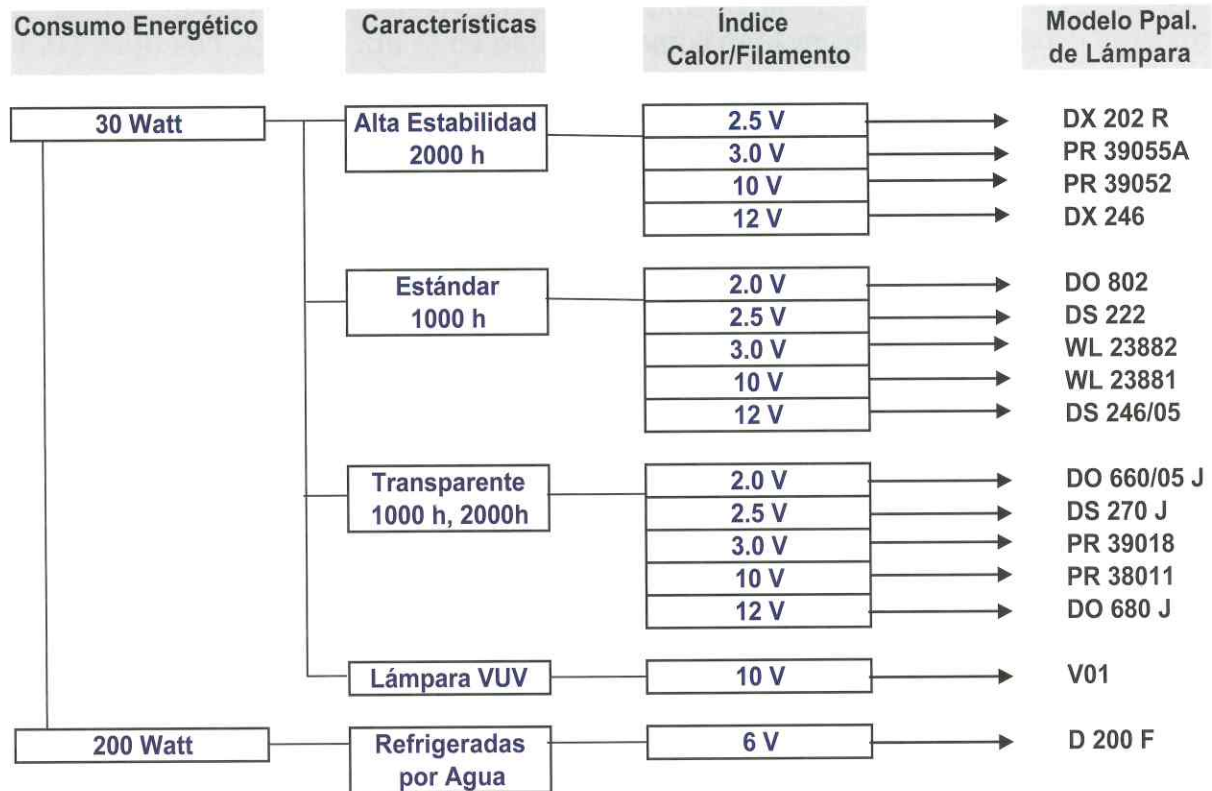 Consumo Energético
Características
Índice
Calor/Filamento
Modelo Ppal.
de Lámpara
30 Watt
Alta Estabilidad
2000 h
2.5 V
DX 202 R
3.0 V
PR 39055A
10 V
PR 39052
12 V
DX 246
Estándar
1000 h
2.0 V
DO 802
2.5 V
DS 222
3.0 V
WL 23882
10 V
WL 23881
12 V
DS 246/05
Transparente
1000 h, 2000h
2.0 V
DO 660/05 J
2.5 V
DS 270 J
3.0 V
PR 39018
10 V
PR 38011
12 V
DO 680 J
Lámpara VUV
10 V
V01
200 Watt
Refrigeradas
por Agua
6 V
D 200 F